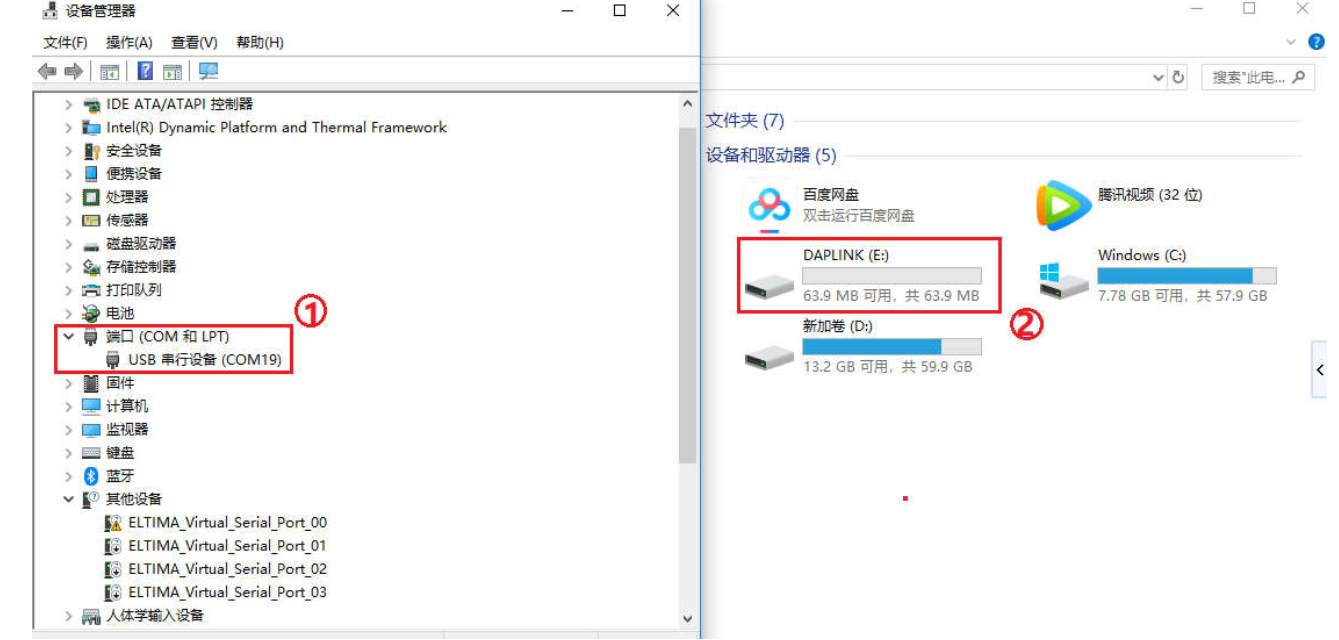 设备管理器
文件(F) 操作(A) 查看(V) 帮助(H)
IDE ATA/ATAPI 控制器
Intel(R) Dynamic Platform and Thermal Framework
安全设备
便携设备
处理器
传感器
磁盘驱动器
存储控制器
打印队列
电池
①
端口 (COM 和 LPT)
USB 串行设备 (COM19)
固件
计算机
监视器
键盘
蓝牙
其他设备
ELTIMA_Virtual_Serial_Port_00
ELTIMA_Virtual_Serial_Port_01
ELTIMA_Virtual_Serial_Port_02
ELTIMA_Virtual_Serial_Port_03
人体学输入设备
搜索"此电...
文件夹 (7)
设备和驱动器 (5)
百度网盘
双击运行百度网盘
腾讯视频 (32 位)
DAPLINK (E:)
63.9 MB 可用，共 63.9 MB
Windows (C:)
7.78 GB 可用，共 57.9 GB
②
新加卷 (D:)
13.2 GB 可用，共 59.9 GB